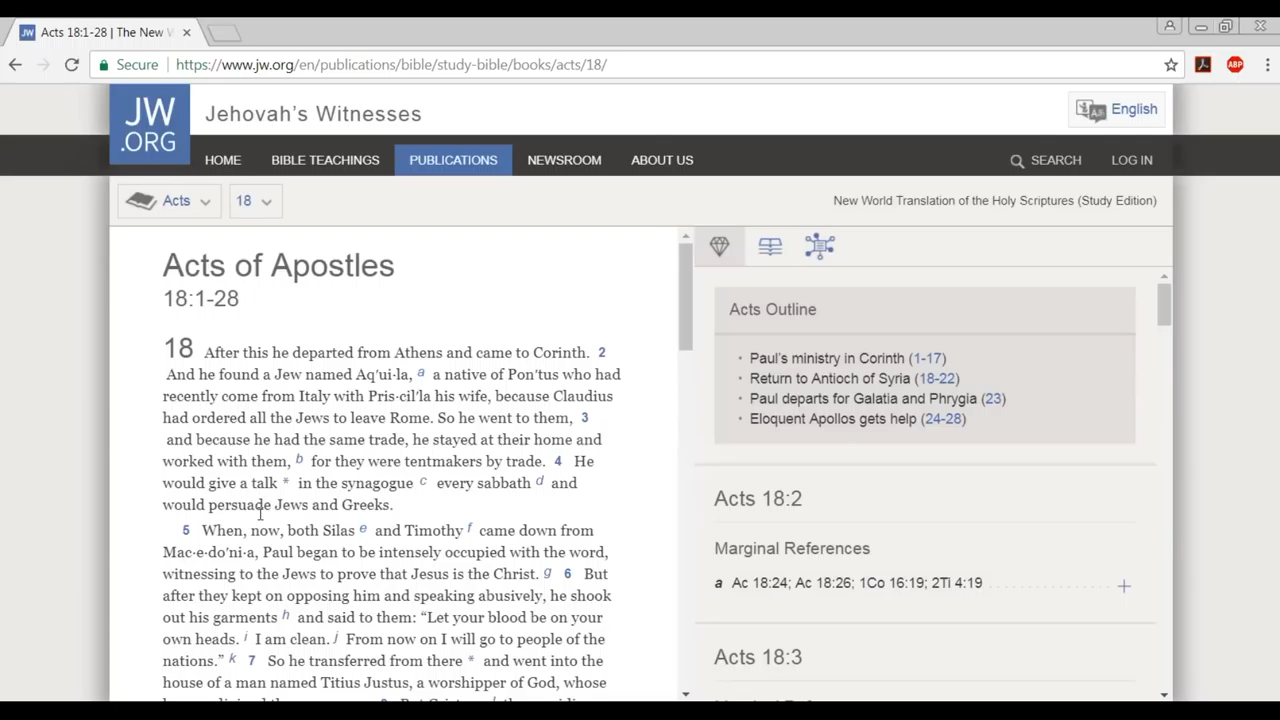 Acts 18:1-28 | The New W
Secure https://www.jw.org/en/publications/bible/study-bible/books/acts/18/
ABP
JW
.ORG
Jehovah's Witnesses
English
HOME BIBLE TEACHINGS PUBLICATIONS NEWSROOM ABOUT US SEARCH LOG IN
Acts 18 New World Translation of the Holy Scriptures (Study Edition)
Acts of Apostles
18:1-28
18 After this he departed from Athens and came to Corinth. 2
And he found a Jew named Aq′ui·la, a a native of Pon′tus who had
recently come from Italy with Pris·cil′la his wife, because Claudius
had ordered all the Jews to leave Rome. So he went to them, 3
and because he had the same trade, he stayed at their home and
worked with them, b for they were tentmakers by trade. 4 He
would give a talk * in the synagogue c every sabbath d and
would persuade Jews and Greeks.
5 When, now, both Silas e and Timothy f came down from
Mac·e·do′ni·a, Paul began to be intensely occupied with the word,
witnessing to the Jews to prove that Jesus is the Christ. g 6 But
after they kept on opposing him and speaking abusively, he shook
out his garments h and said to them: “Let your blood be on your
own heads. i I am clean. j From now on I will go to people of the
nations.” k 7 So he transferred from there * and went into the
house of a man named Titius Justus, a worshipper of God, whose
Acts Outline
· Paul's ministry in Corinth (1-17)
· Return to Antioch of Syria (18-22)
· Paul departs for Galatia and Phrygia (23)
· Eloquent Apollos gets help (24-28)
Acts 18:2
Marginal References
a Ac 18:24; Ac 18:26; 1Co 16:19; 2Ti 4:19 +
Acts 18:3